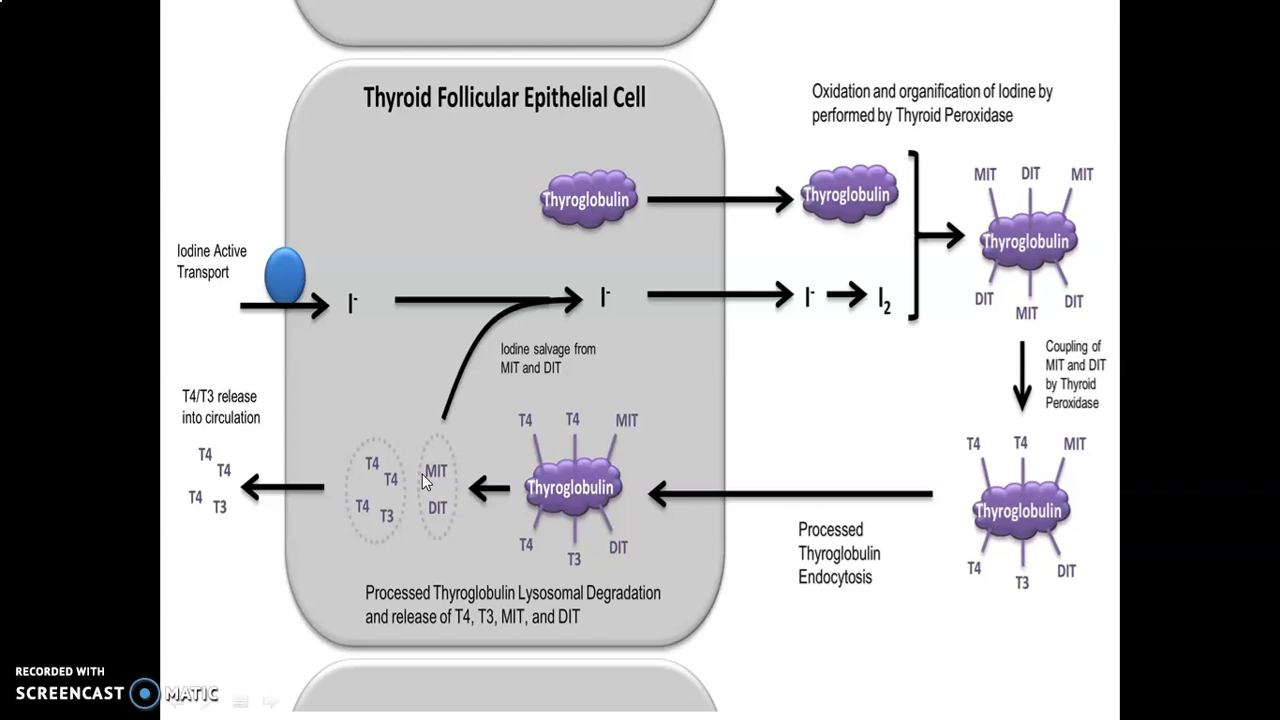 Thyroid Follicular Epithelial Cell
Oxidation and organification of Iodine by
performed by Thyroid Peroxidase
Thyroglobulin
Thyroglobulin
MIT DIT MIT
Thyroglobulin
DIT MIT DIT
Iodine Active
Transport
I-
I-
I-
I2
Iodine salvage from
MIT and DIT
Coupling of
MIT and DIT
by Thyroid
Peroxidase
T4/T3 release
into circulation
T4
T4
T4
T3
T4
T4
T4
T3
MIT
DIT
T4 T4 MIT
Thyroglobulin
T4 T3 DIT
T4 T4 MIT
Thyroglobulin
T4 T3 DIT
Processed
Thyroglobulin
Endocytosis
Processed Thyroglobulin Lysosomal Degradation
and release of T4, T3, MIT, and DIT
RECORDED WITH
SCREENCAST MATIC